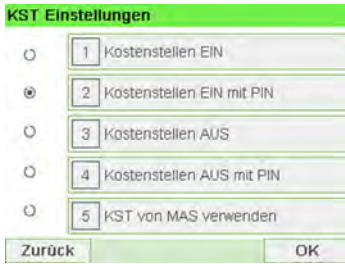 KST Einstellungen
1 Kostenstellen EIN
2 Kostenstellen EIN mit PIN
3 Kostenstellen AUS
4 Kostenstellen AUS mit PIN
5 KST von MAS verwenden
Zurück OK